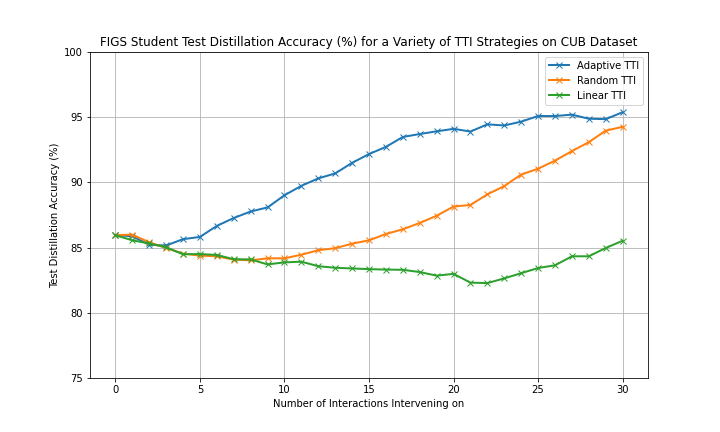 FIGS Student Test Distillation Accuracy (%) for a Variety of TTI Strategies on CUB Dataset
Adaptive TTI
Random TTI
Linear TTI
Test Distillation Accuracy (%)
100
95
90
85
80
75
0 5 10 15 20 25 30
Number of Interactions Intervening on